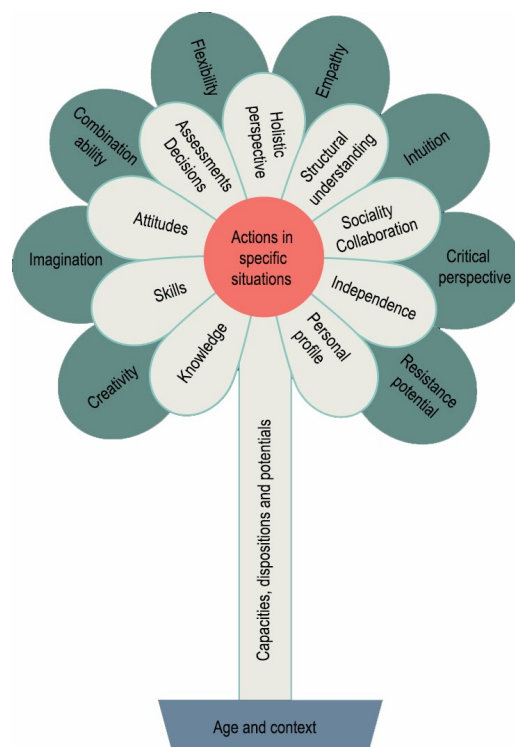 Flexibility
Empathy
Combination
ability
Assessments
Decisions
Holistic
perspective
Structural
understanding
Intuition
Imagination
Attitudes
Actions in
specific
situations
Sociality
Collaboration
Critical
perspective
Skills
Independence
Creativity
Knowledge
Personal
profile
Resistance
potential
Capacities, dispositions and potentials
Age and context